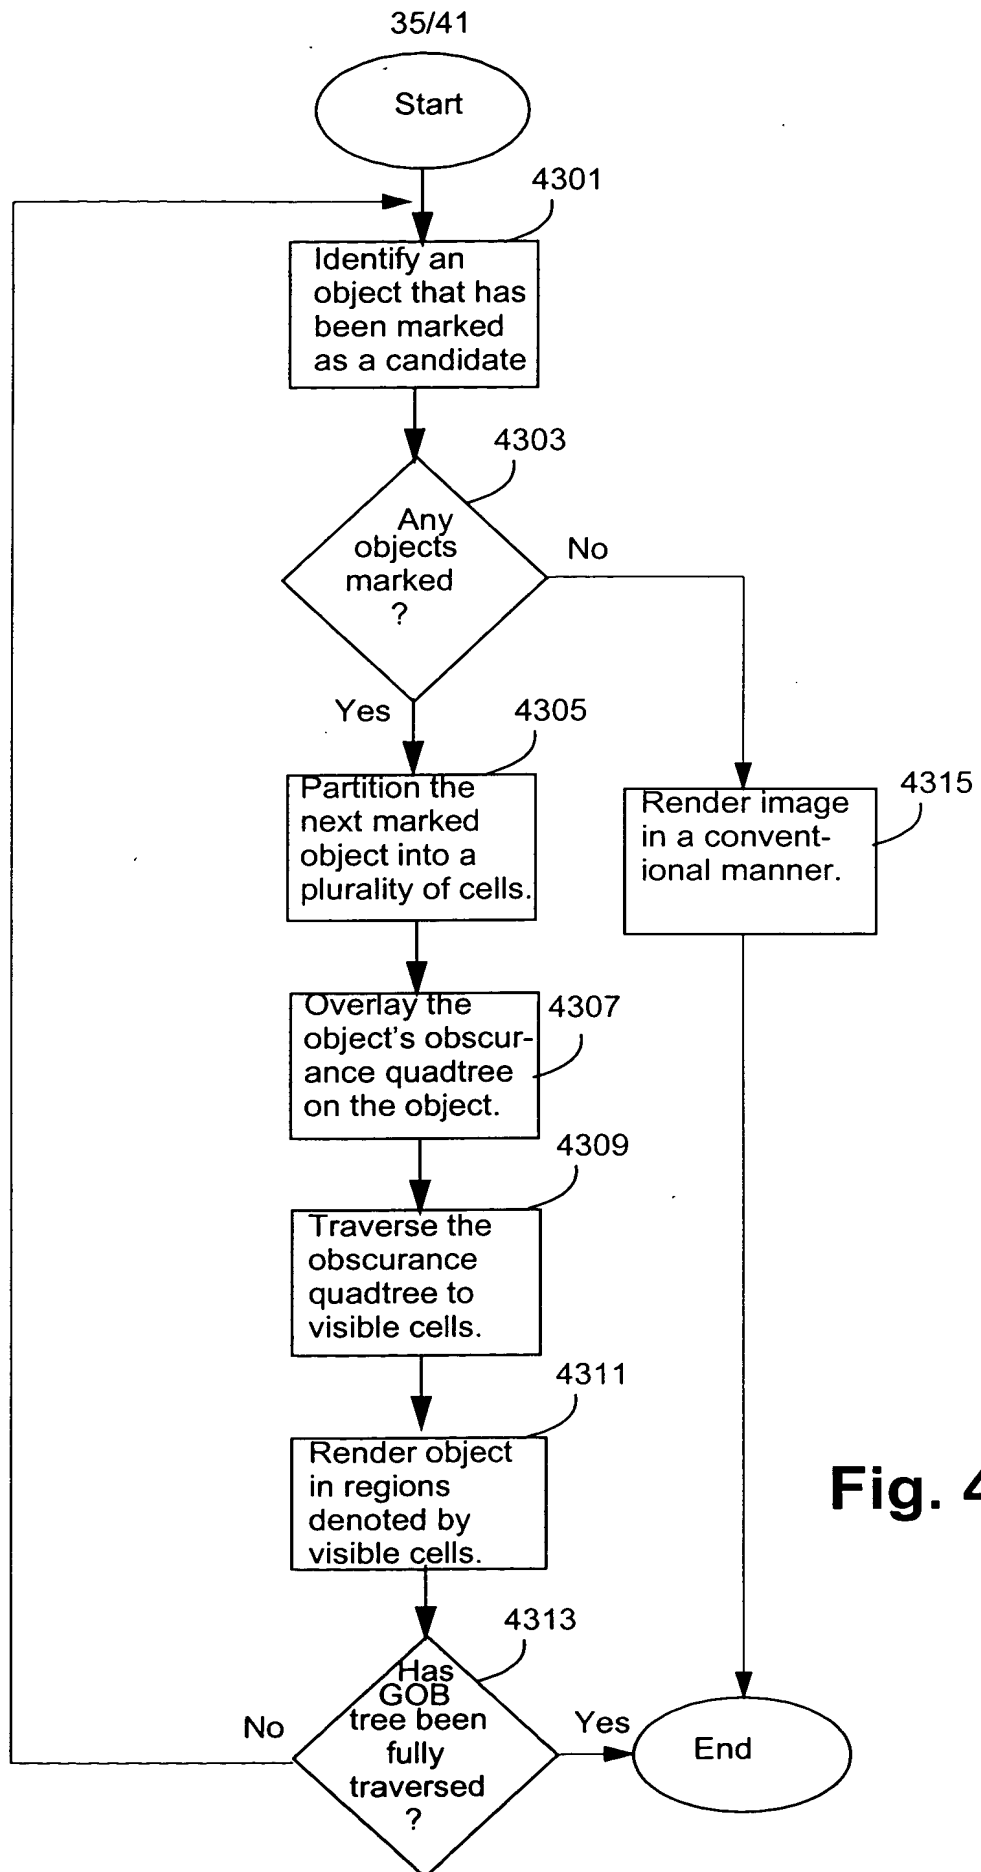 35/41
Start
4301
Identify an
object that has
been marked
as a candidate
4303
Any
objects
marked
?
No
Yes
4305
Partition the
next marked
object into a
plurality of cells.
4315
Render image
in a convent-
ional manner.
4307
Overlay the
object's obscur-
ance quadtree
on the object.
4309
Traverse the
obscurance
quadtree to
visible cells.
4311
Render object
in regions
denoted by
visible cells.
Fig. 4
4313
Has
GOB
tree been
fully
traversed
?
No
Yes
End